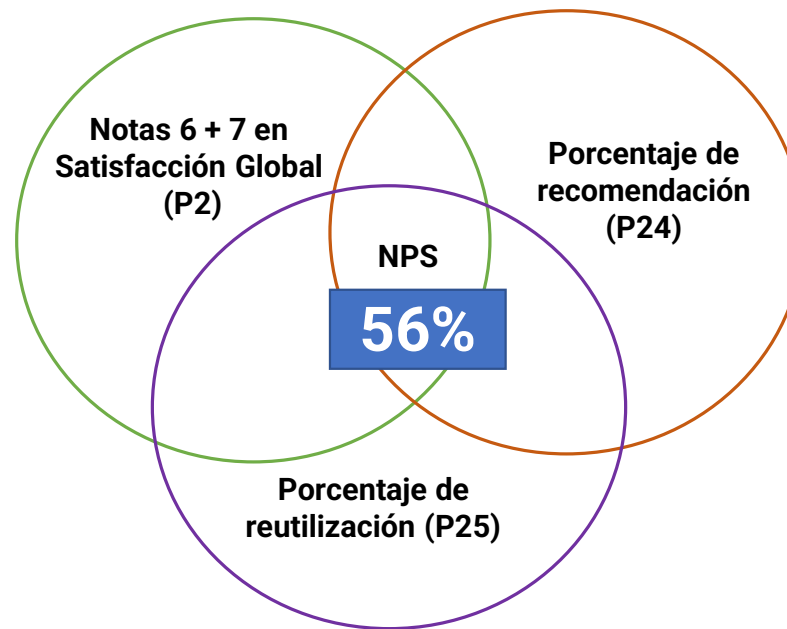 Notas 6 + 7 en
Satisfacción Global
(P2)
Porcentaje de
recomendación
(P24)
NPS
56%
Porcentaje de
reutilización (P25)